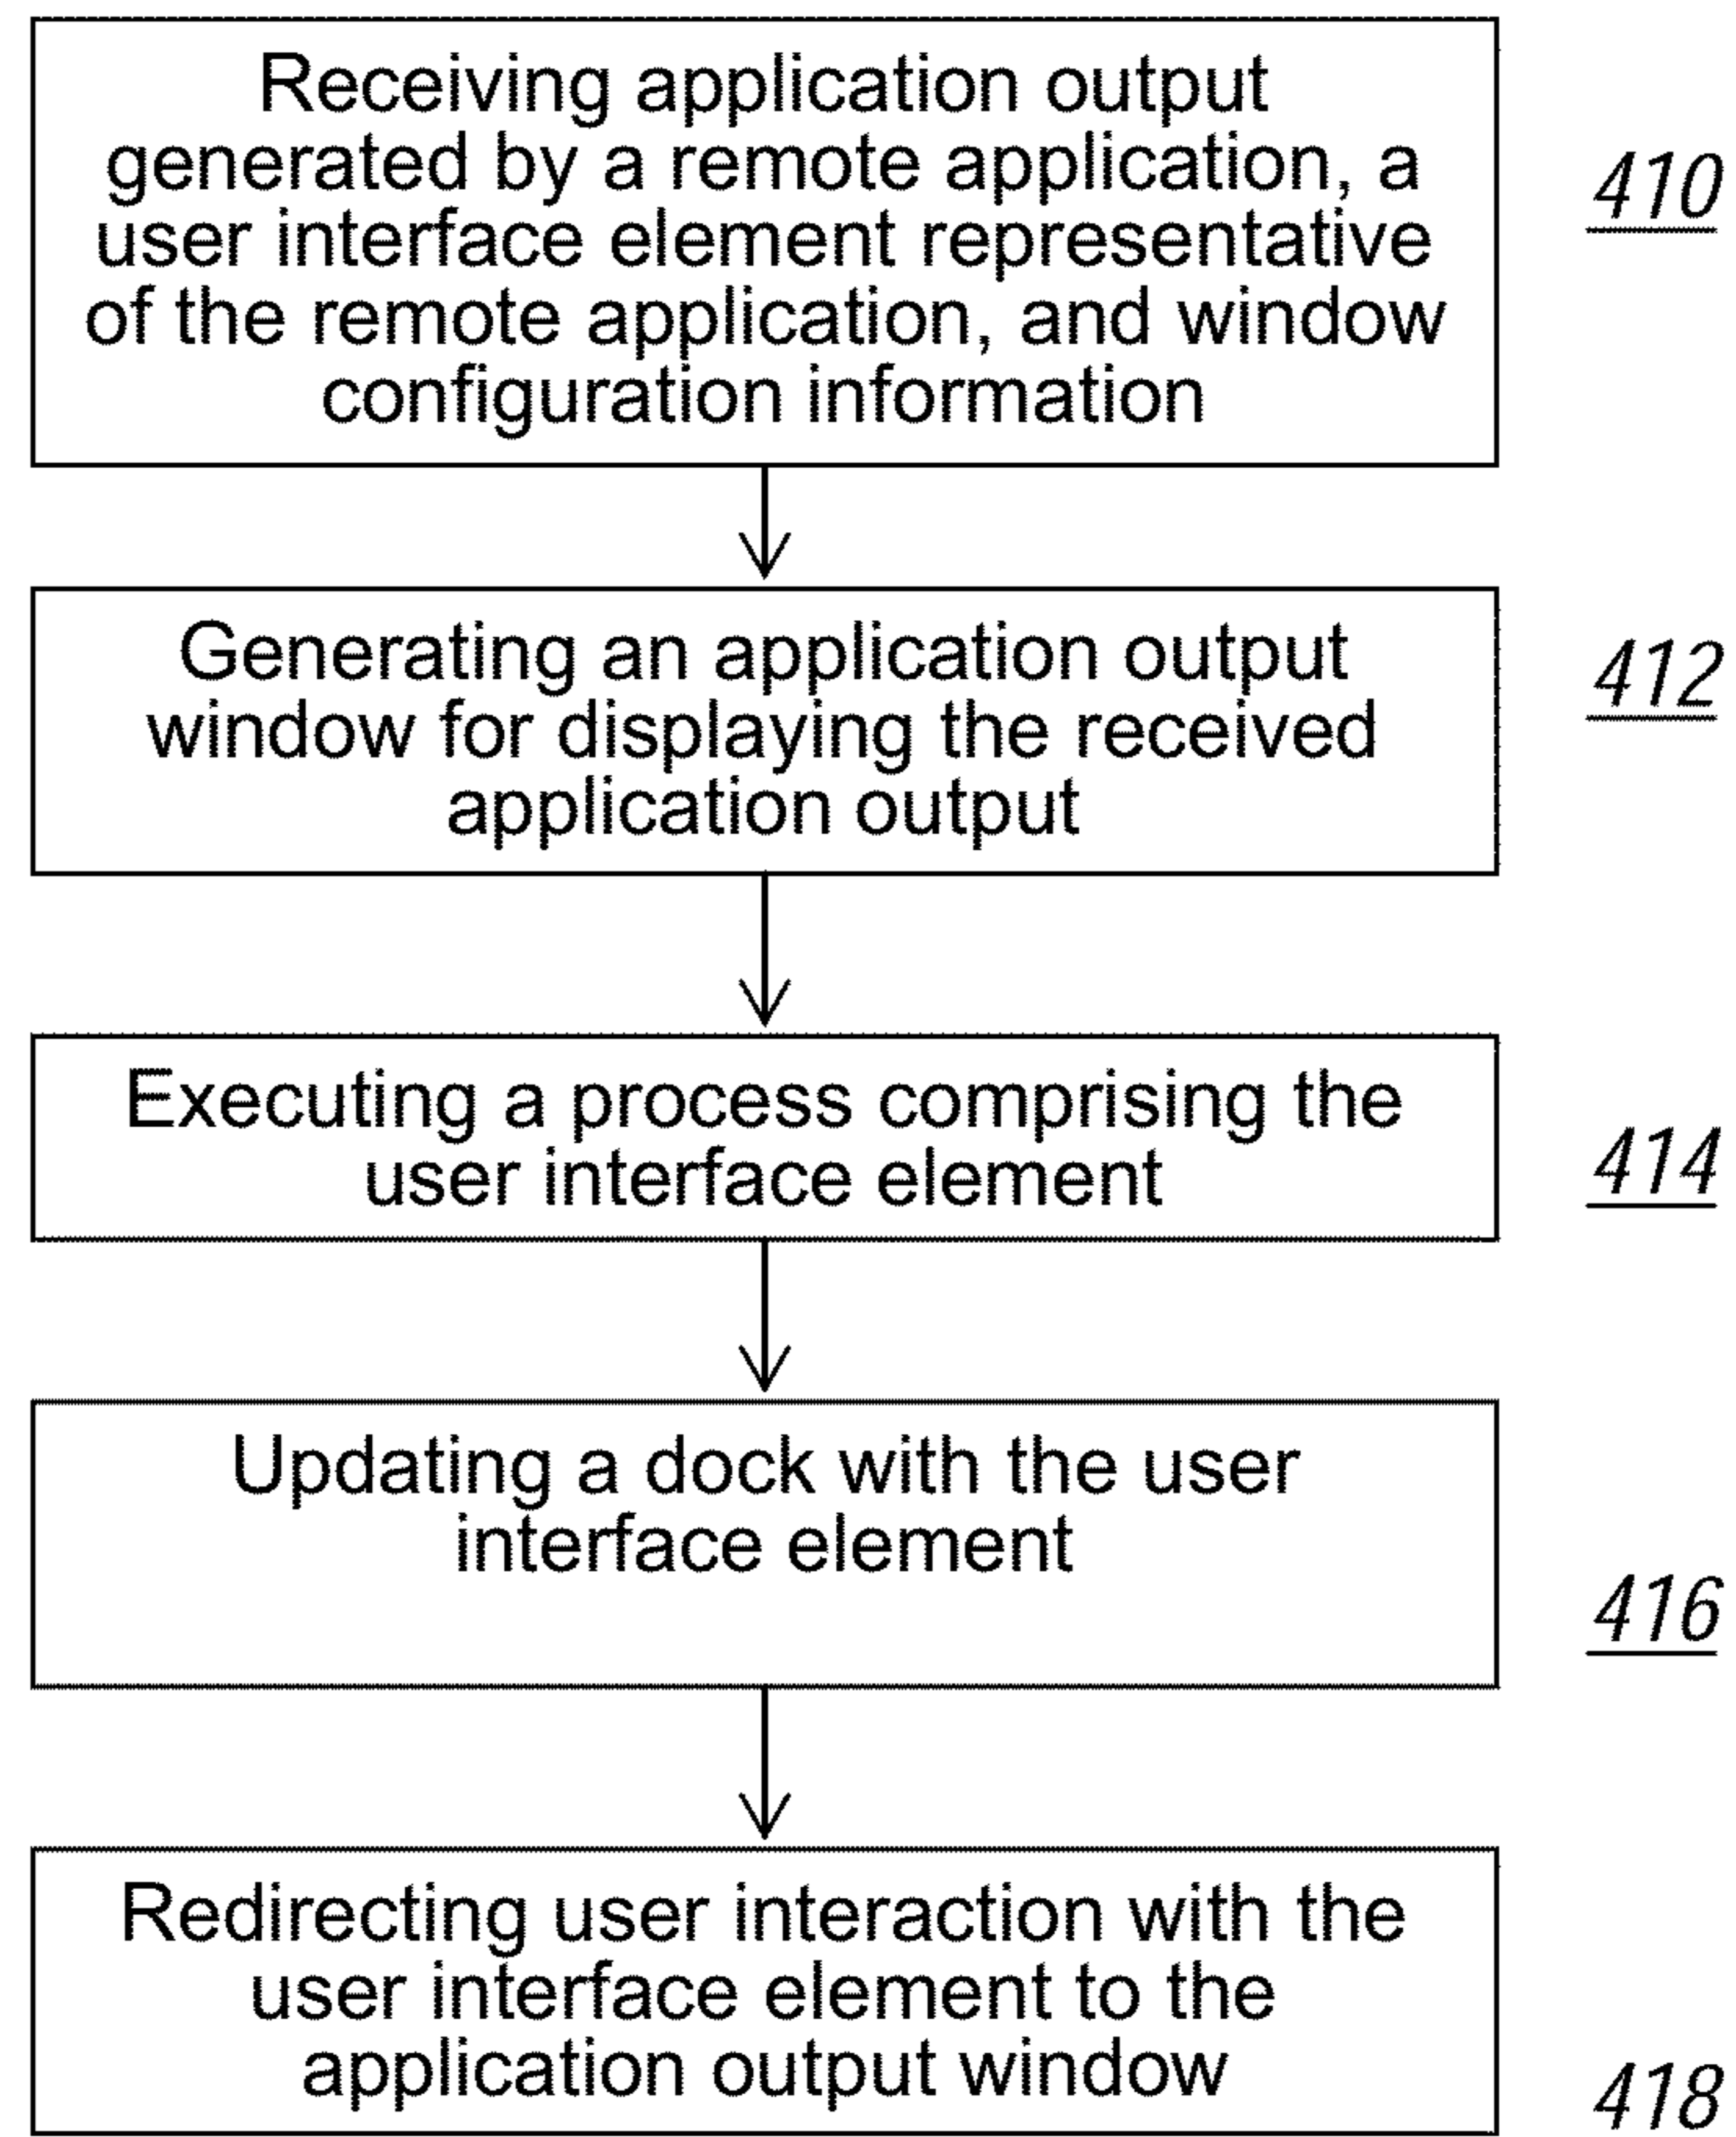 Receiving application output
generated by a remote application, a
user interface element representative
of the remote application, and window
configuration information
410
Generating an application output
window for displaying the received
application output
412
Executing a process comprising the
user interface element
414
Updating a dock with the user
interface element
416
Redirecting user interaction with the
user interface element to the
application output window
418